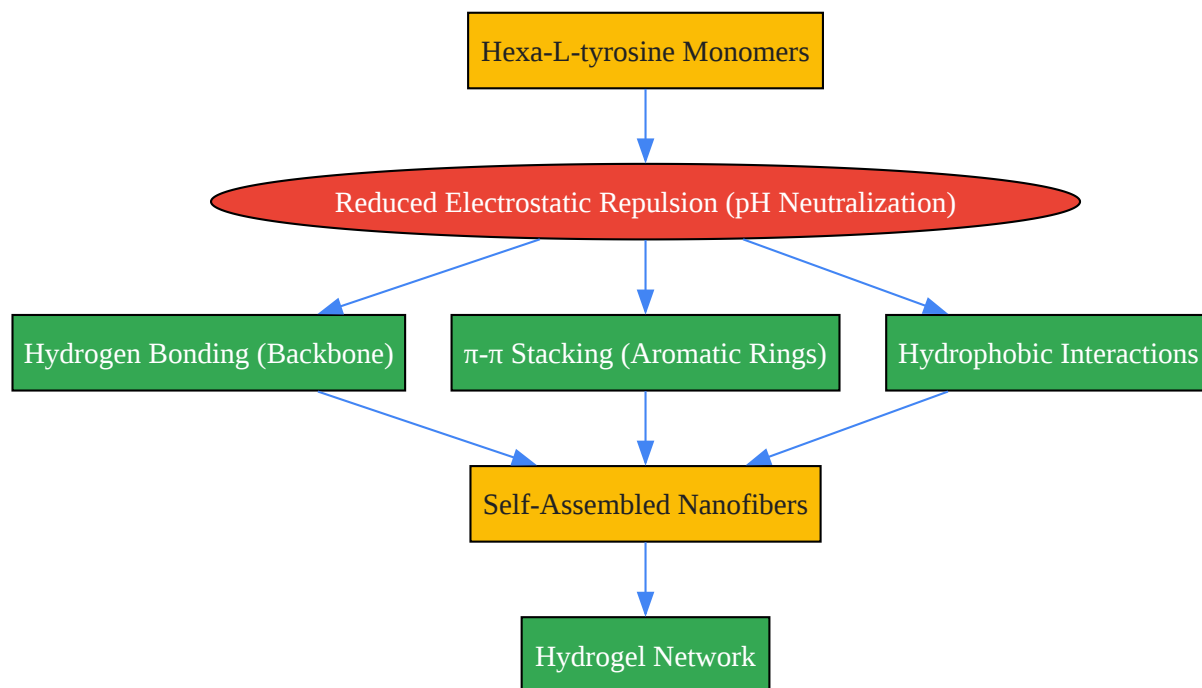 Hexa-L-tyrosine Monomers
Reduced Electrostatic Repulsion (pH Neutralization)
Hydrogen Bonding (Backbone)
π-π Stacking (Aromatic Rings)
Hydrophobic Interactions
Self-Assembled Nanofibers
Hydrogel Network